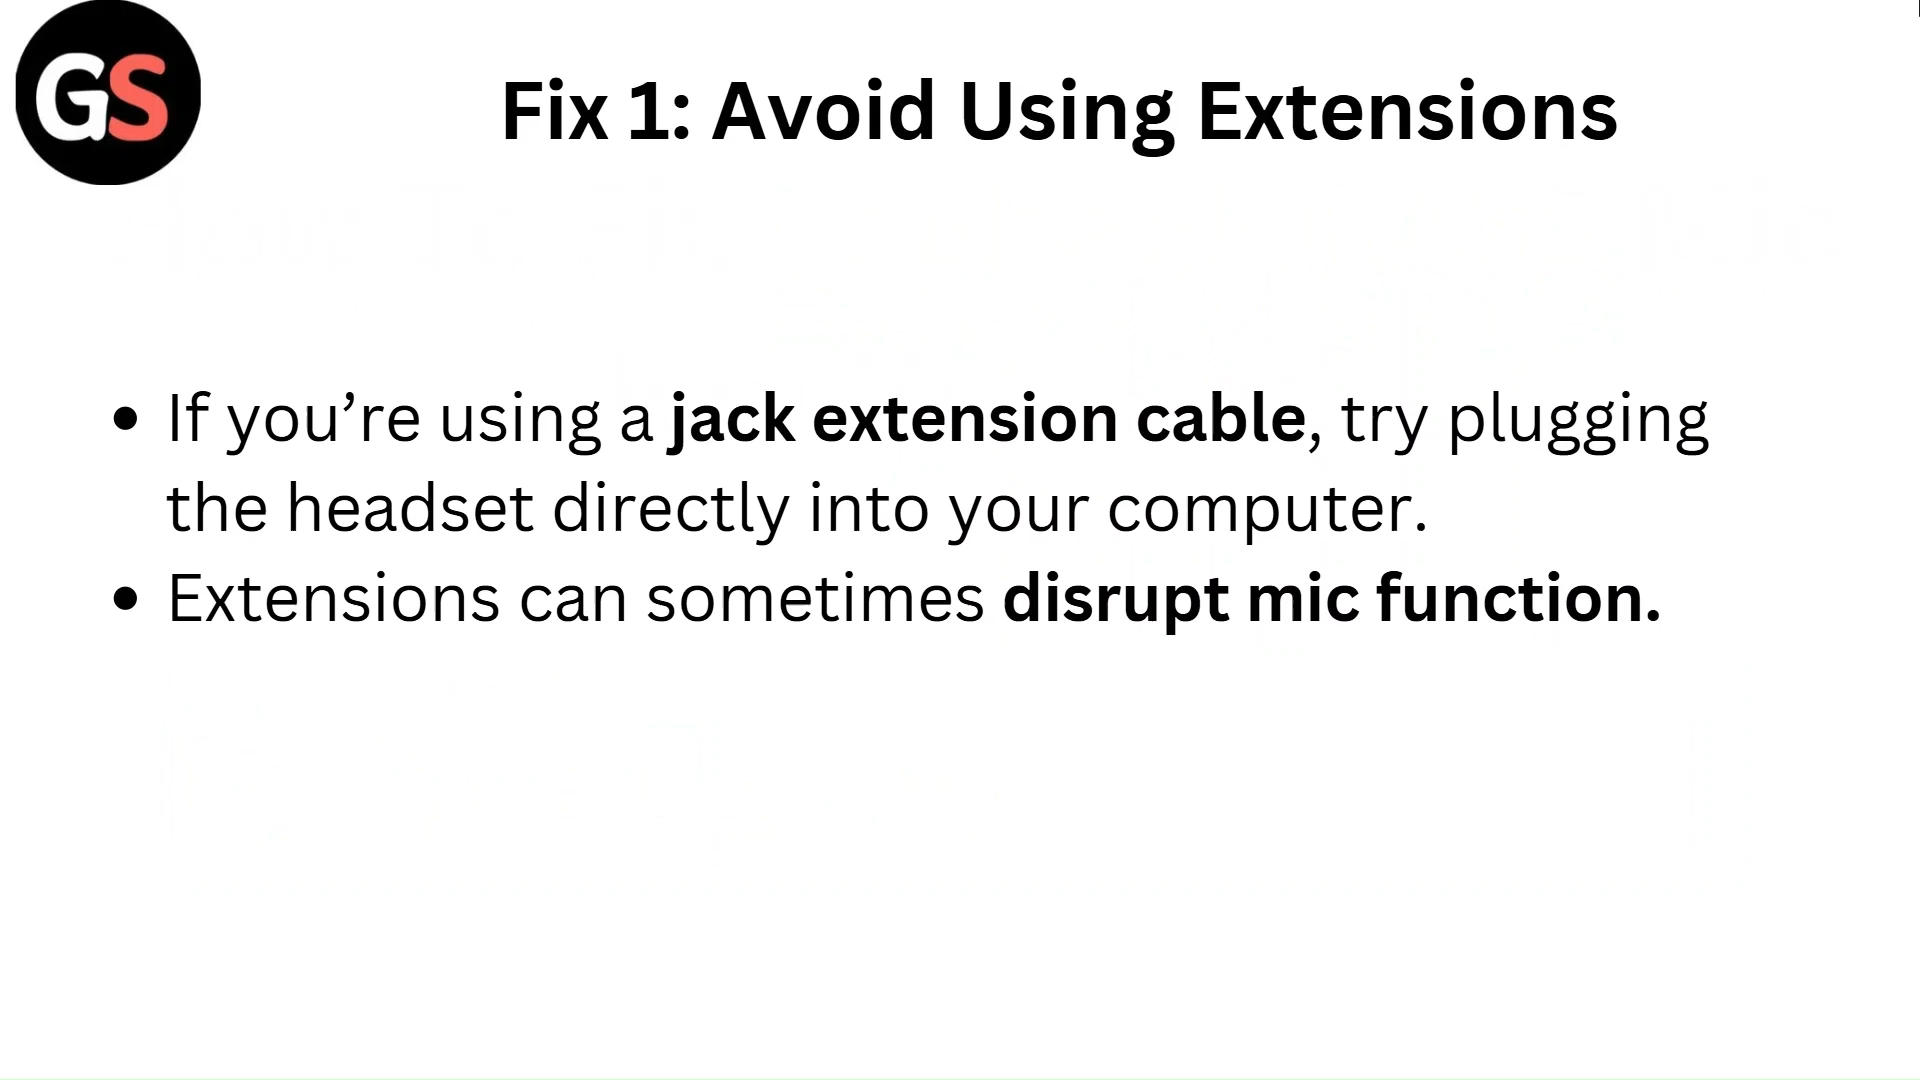 GS
Fix 1: Avoid Using Extensions
• If you’re using a jack extension cable, try plugging
the headset directly into your computer.
• Extensions can sometimes disrupt mic function.